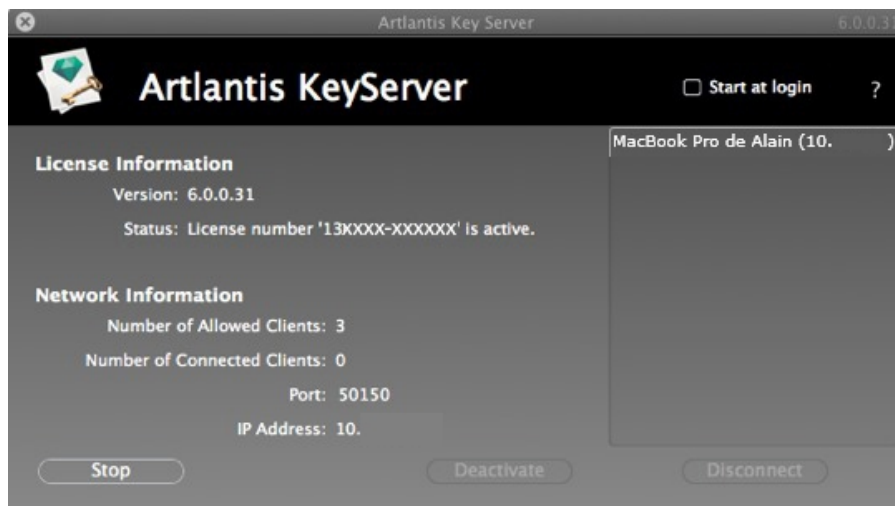 Artlantis Key Server 6.0.0.31
Artlantis KeyServer
Start at login ?
MacBook Pro de Alain (10. )
License Information
Version: 6.0.0.31
Status: License number '13XXXX-XXXXXX' is active.
Network Information
Number of Allowed Clients: 3
Number of Connected Clients: 0
Port: 50150
IP Address: 10.
Stop Deactivate Disconnect